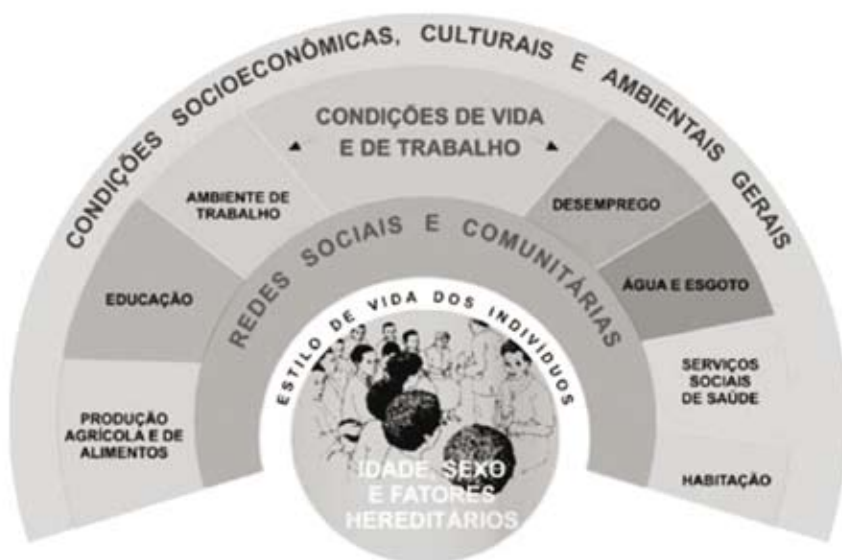 CONDIÇÕES SOCIOECONÔMICAS, CULTURAIS E AMBIENTAIS GERAIS
CONDIÇÕES DE VIDA
E DE TRABALHO
AMBIENTE DE
TRABALHO
DESEMPREGO
EDUCAÇÃO
ÁGUA E ESGOTO
PRODUÇÃO
AGRÍCOLA E DE
ALIMENTOS
SERVIÇOS
SOCIAIS
DE SAÚDE
HABITAÇÃO
REDES SOCIAIS E COMUNITÁRIAS
ESTILO DE VIDA DOS INDIVÍDUOS
IDADE, SEXO
E FATORES
HEREDITÁRIOS